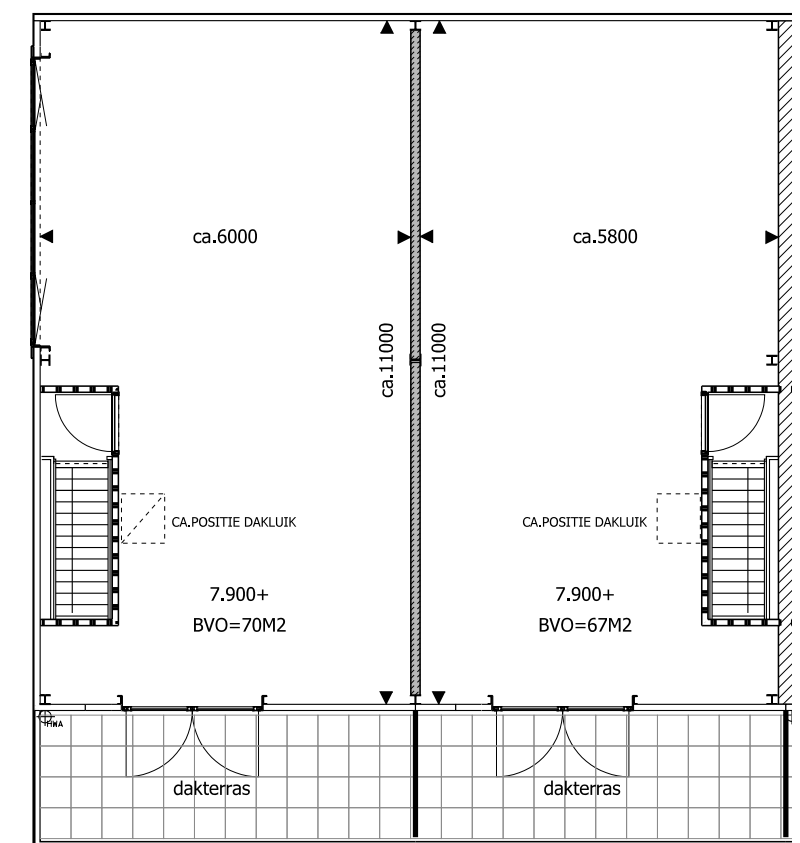 ca.6000
ca.5800
ca.11000
ca.11000
CA.POSITIE DAKLUIK
CA.POSITIE DAKLUIK
7.900+
BVO=70M2
7.900+
BVO=67M2
HWA
dakterras
dakterras